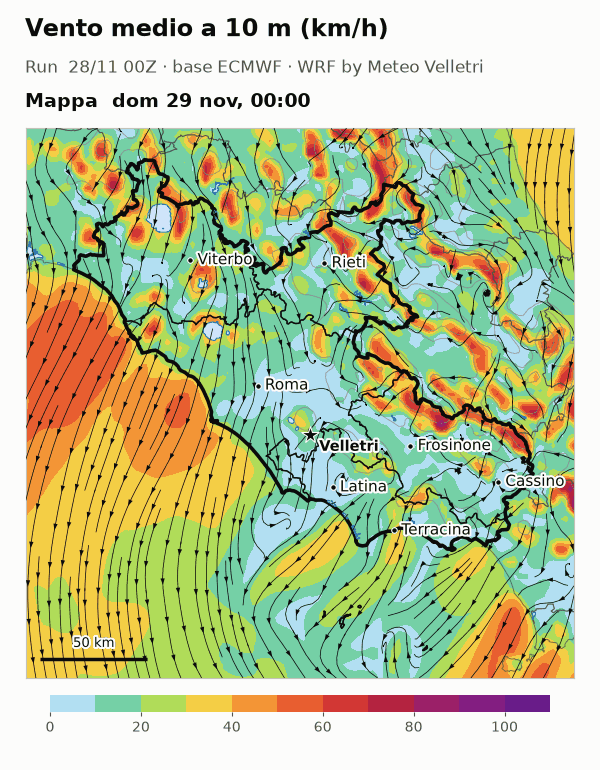 Vento medio a 10 m (km/h)
Run  28/11 00Z · base ECMWF · WRF by Meteo Velletri
Mappa  dom 29 nov, 00:00
Viterbo
Rieti
Roma
Velletri
Frosinone
Latina
Cassino
Terracina
50 km
0 20 40 60 80 100